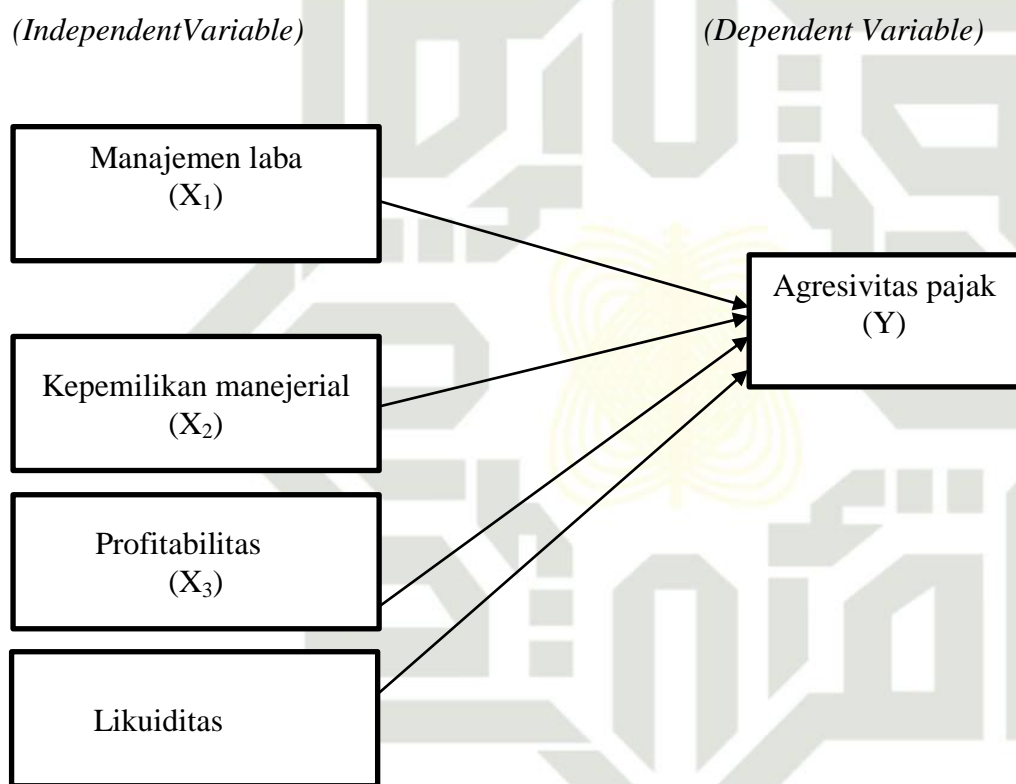 (IndependentVariable)
(Dependent Variable)
Manajemen laba
(X₁)
Agresivitas pajak
(Y)
Kepemilikan manejerial
(X₂)
Profitabilitas
(X₃)
Likuiditas